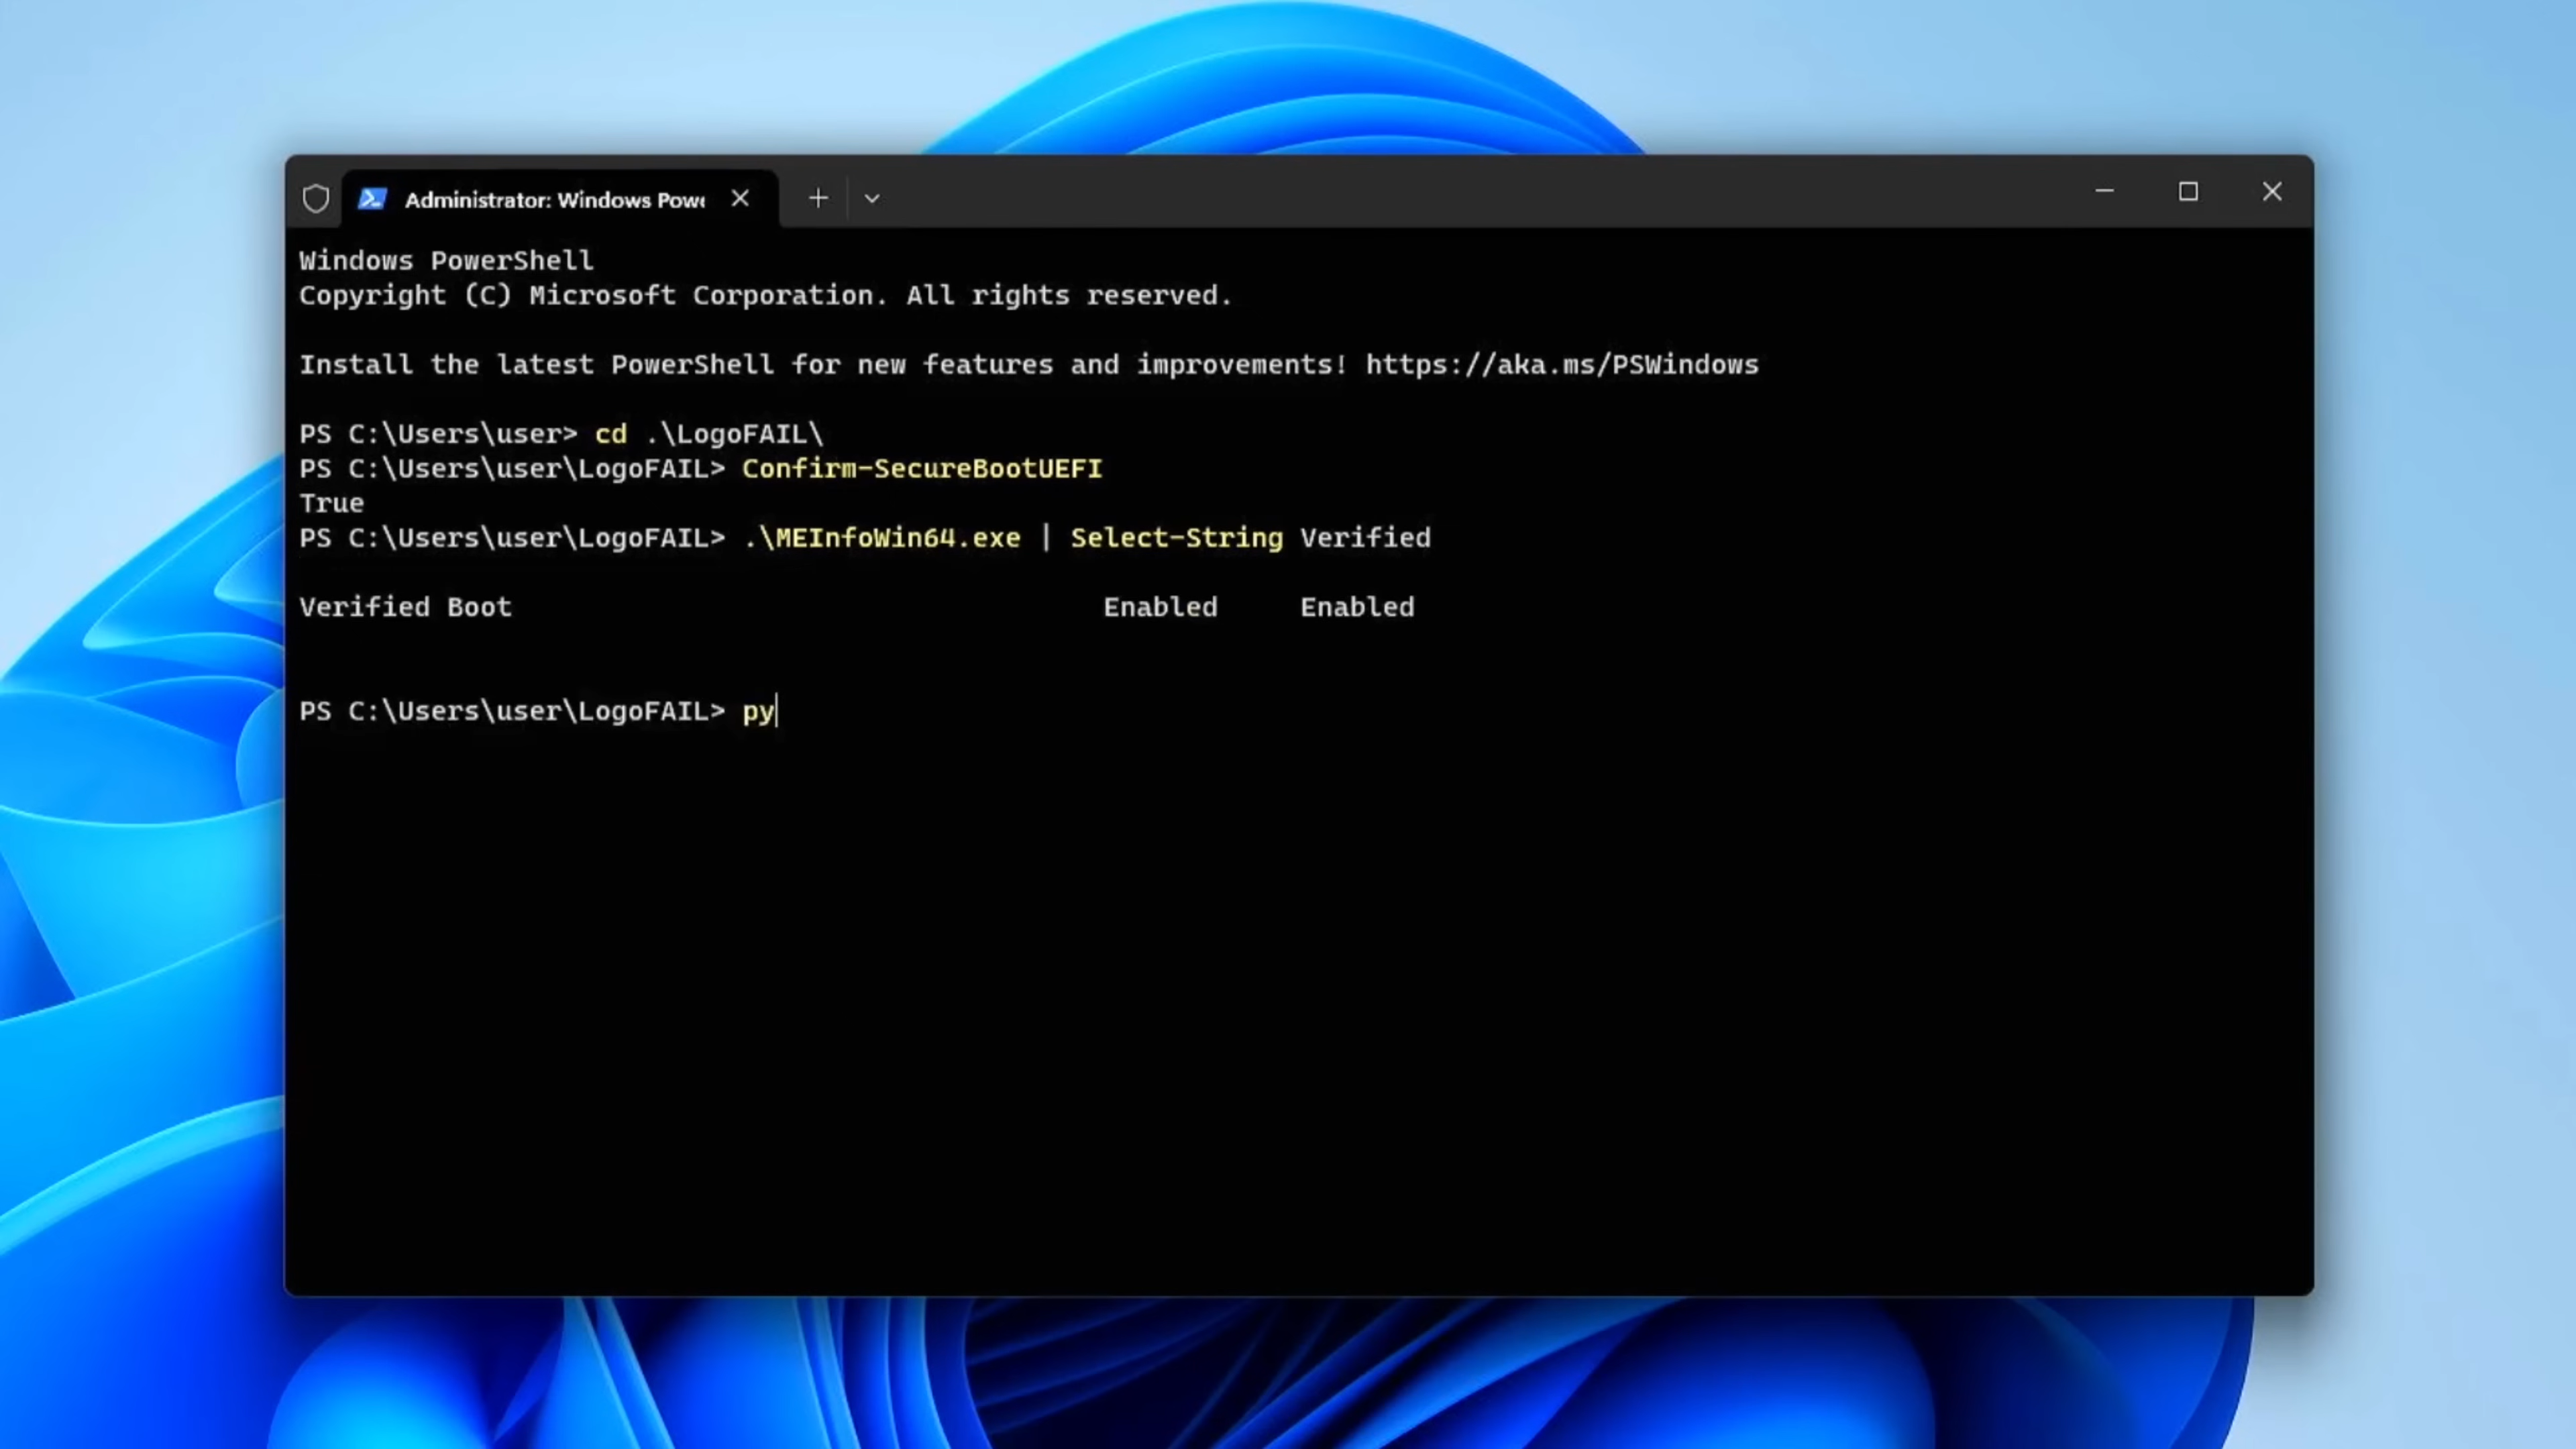 Administrator: Windows Powe
Windows PowerShell
Copyright (C) Microsoft Corporation. All rights reserved.
Install the latest PowerShell for new features and improvements! https://aka.ms/PSWindows
PS C:\Users\user> cd .\LogoFAIL\
PS C:\Users\user\LogoFAIL> Confirm-SecureBootUEFI
True
PS C:\Users\user\LogoFAIL> .\MEInfoWin64.exe | Select-String Verified
Verified Boot Enabled Enabled
PS C:\Users\user\LogoFAIL> py